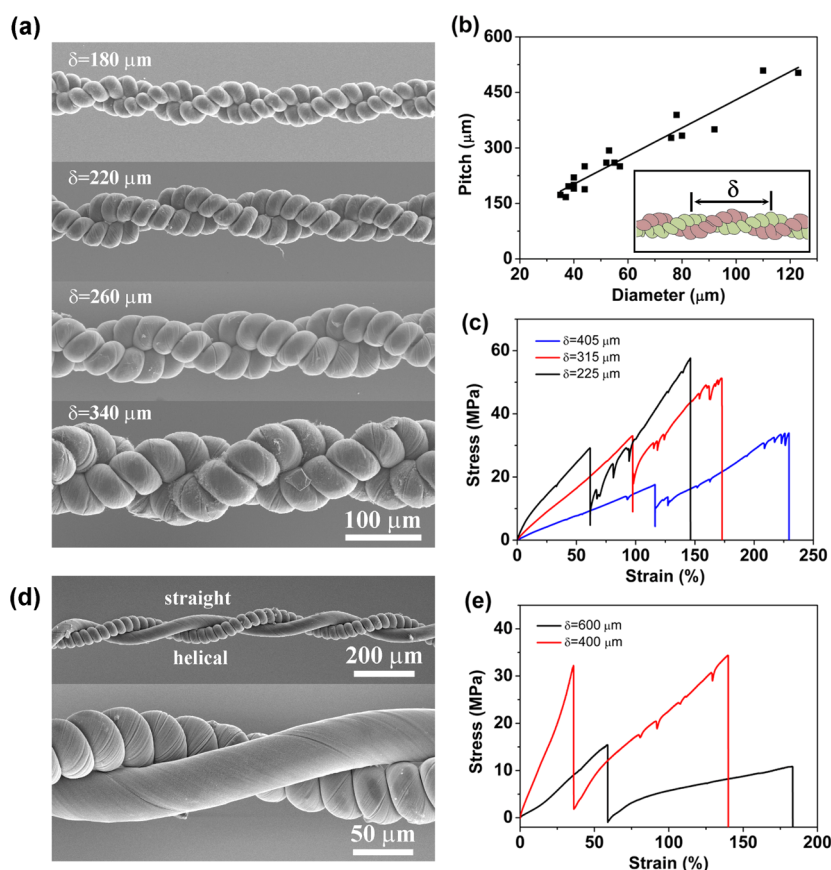 (a)
δ=180 μm
δ=220 μm
δ=260 μm
δ=340 μm
100 μm
(b)
600
450
300
150
0
Pitch (μm)
δ
20 40 60 80 100 120
Diameter (μm)
(c)
δ=405 μm
δ=315 μm
δ=225 μm
60
40
20
0
Stress (MPa)
0 50 100 150 200 250
Strain (%)
(d)
straight
helical
200 μm
50 μm
(e)
δ=600 μm
δ=400 μm
40
30
20
10
0
Stress (MPa)
0 50 100 150 200
Strain (%)